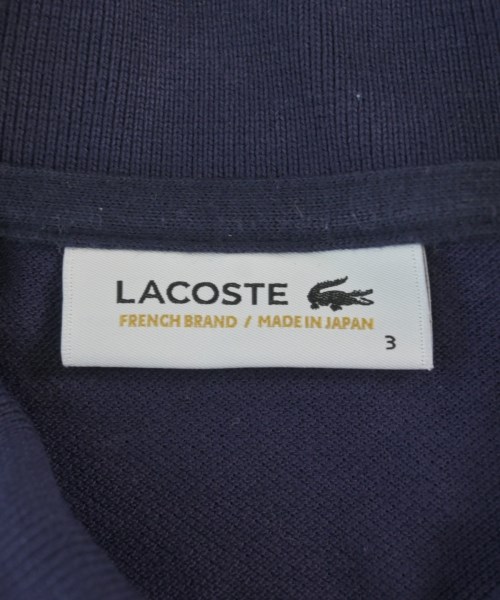 LACOSTE
FRENCH BRAND / MADE IN JAPAN
3